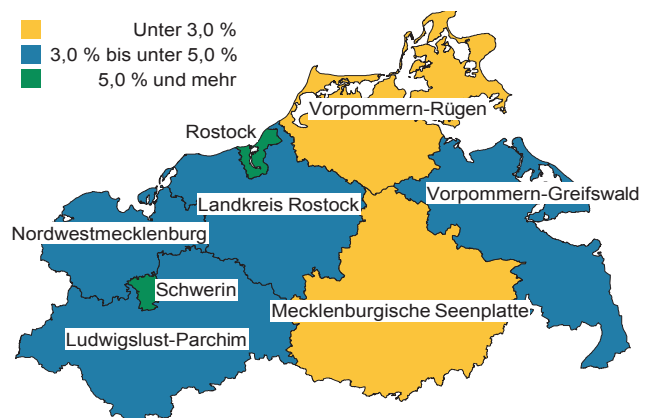 Unter 3,0 %
3,0 % bis unter 5,0 %
5,0 % und mehr
Vorpommern-Rügen
Rostock
Vorpommern-Greifswald
Landkreis Rostock
Nordwestmecklenburg
Schwerin
Mecklenburgische Seenplatte
Ludwigslust-Parchim